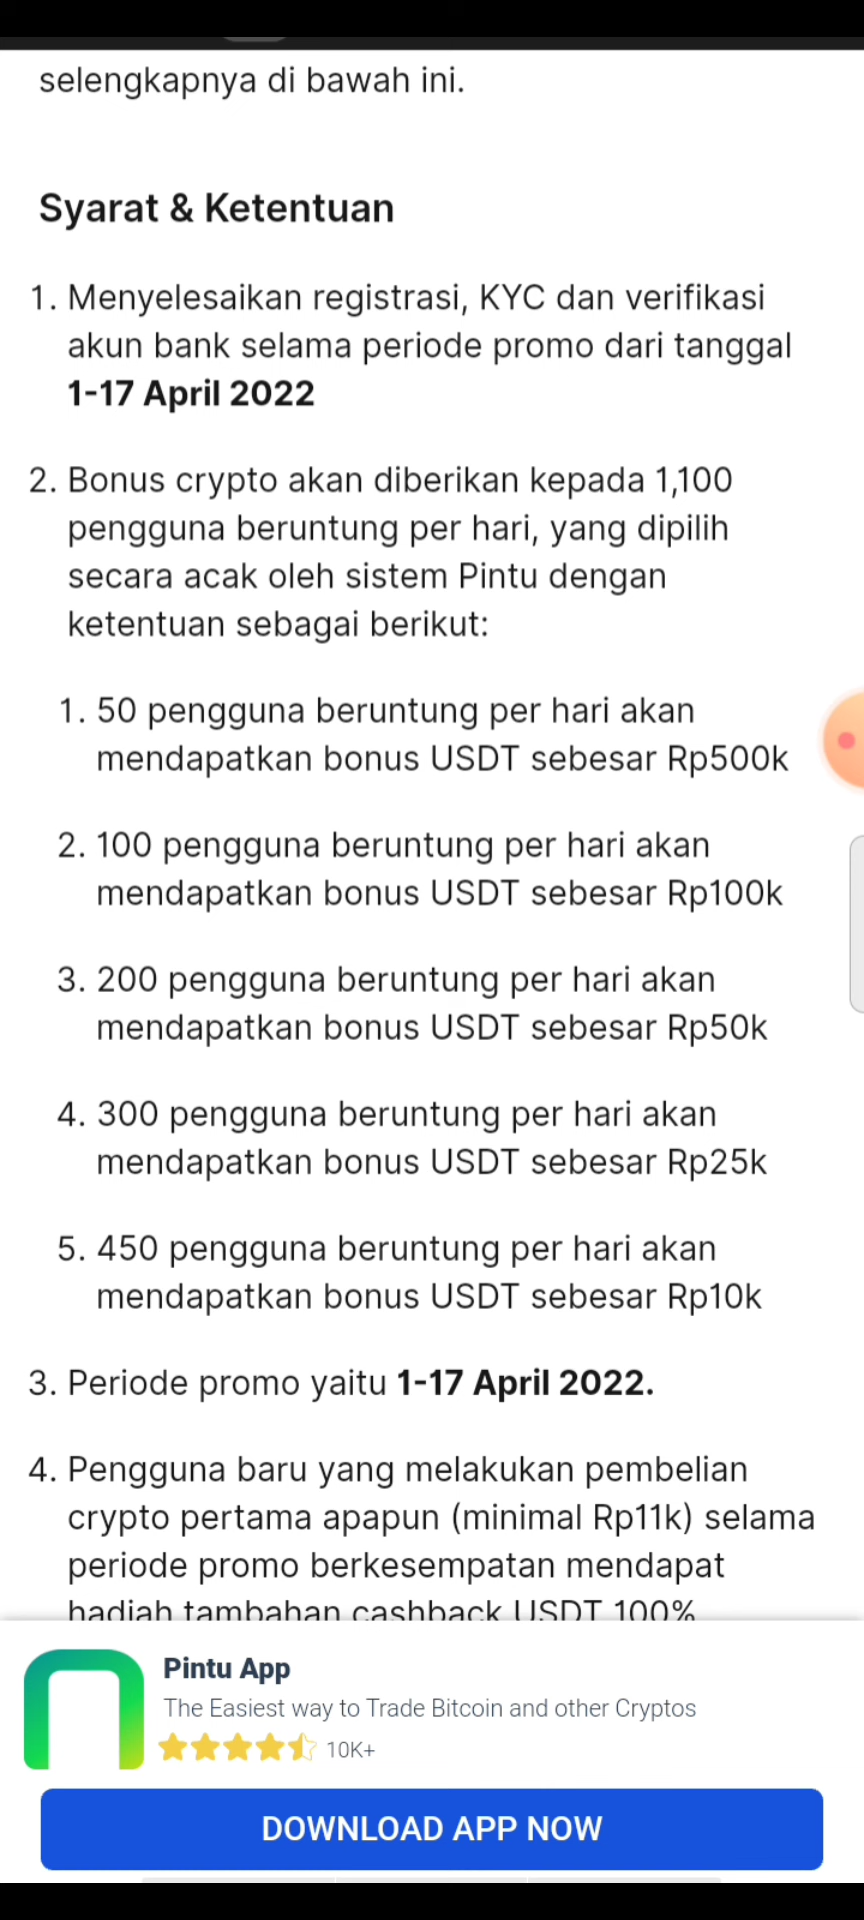 selengkapnya di bawah ini.
Syarat & Ketentuan
1. Menyelesaikan registrasi, KYC dan verifikasi
akun bank selama periode promo dari tanggal
1-17 April 2022
2. Bonus crypto akan diberikan kepada 1,100
pengguna beruntung per hari, yang dipilih
secara acak oleh sistem Pintu dengan
ketentuan sebagai berikut:
1. 50 pengguna beruntung per hari akan
mendapatkan bonus USDT sebesar Rp500k
2. 100 pengguna beruntung per hari akan
mendapatkan bonus USDT sebesar Rp100k
3. 200 pengguna beruntung per hari akan
mendapatkan bonus USDT sebesar Rp50k
4. 300 pengguna beruntung per hari akan
mendapatkan bonus USDT sebesar Rp25k
5. 450 pengguna beruntung per hari akan
mendapatkan bonus USDT sebesar Rp10k
3. Periode promo yaitu 1-17 April 2022.
4. Pengguna baru yang melakukan pembelian
crypto pertama apapun (minimal Rp11k) selama
periode promo berkesempatan mendapat
hadiah tambahan cashback USDT 100%
Pintu App
The Easiest way to Trade Bitcoin and other Cryptos
10K+
DOWNLOAD APP NOW